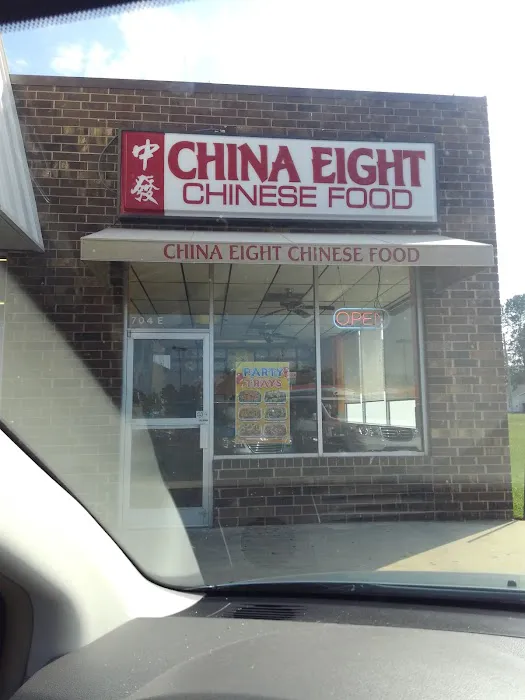 中發
CHINA EIGHT
CHINESE FOOD
CHINA EIGHT CHINESE FOOD
704 E
OPEN
PARTY
TRAYS